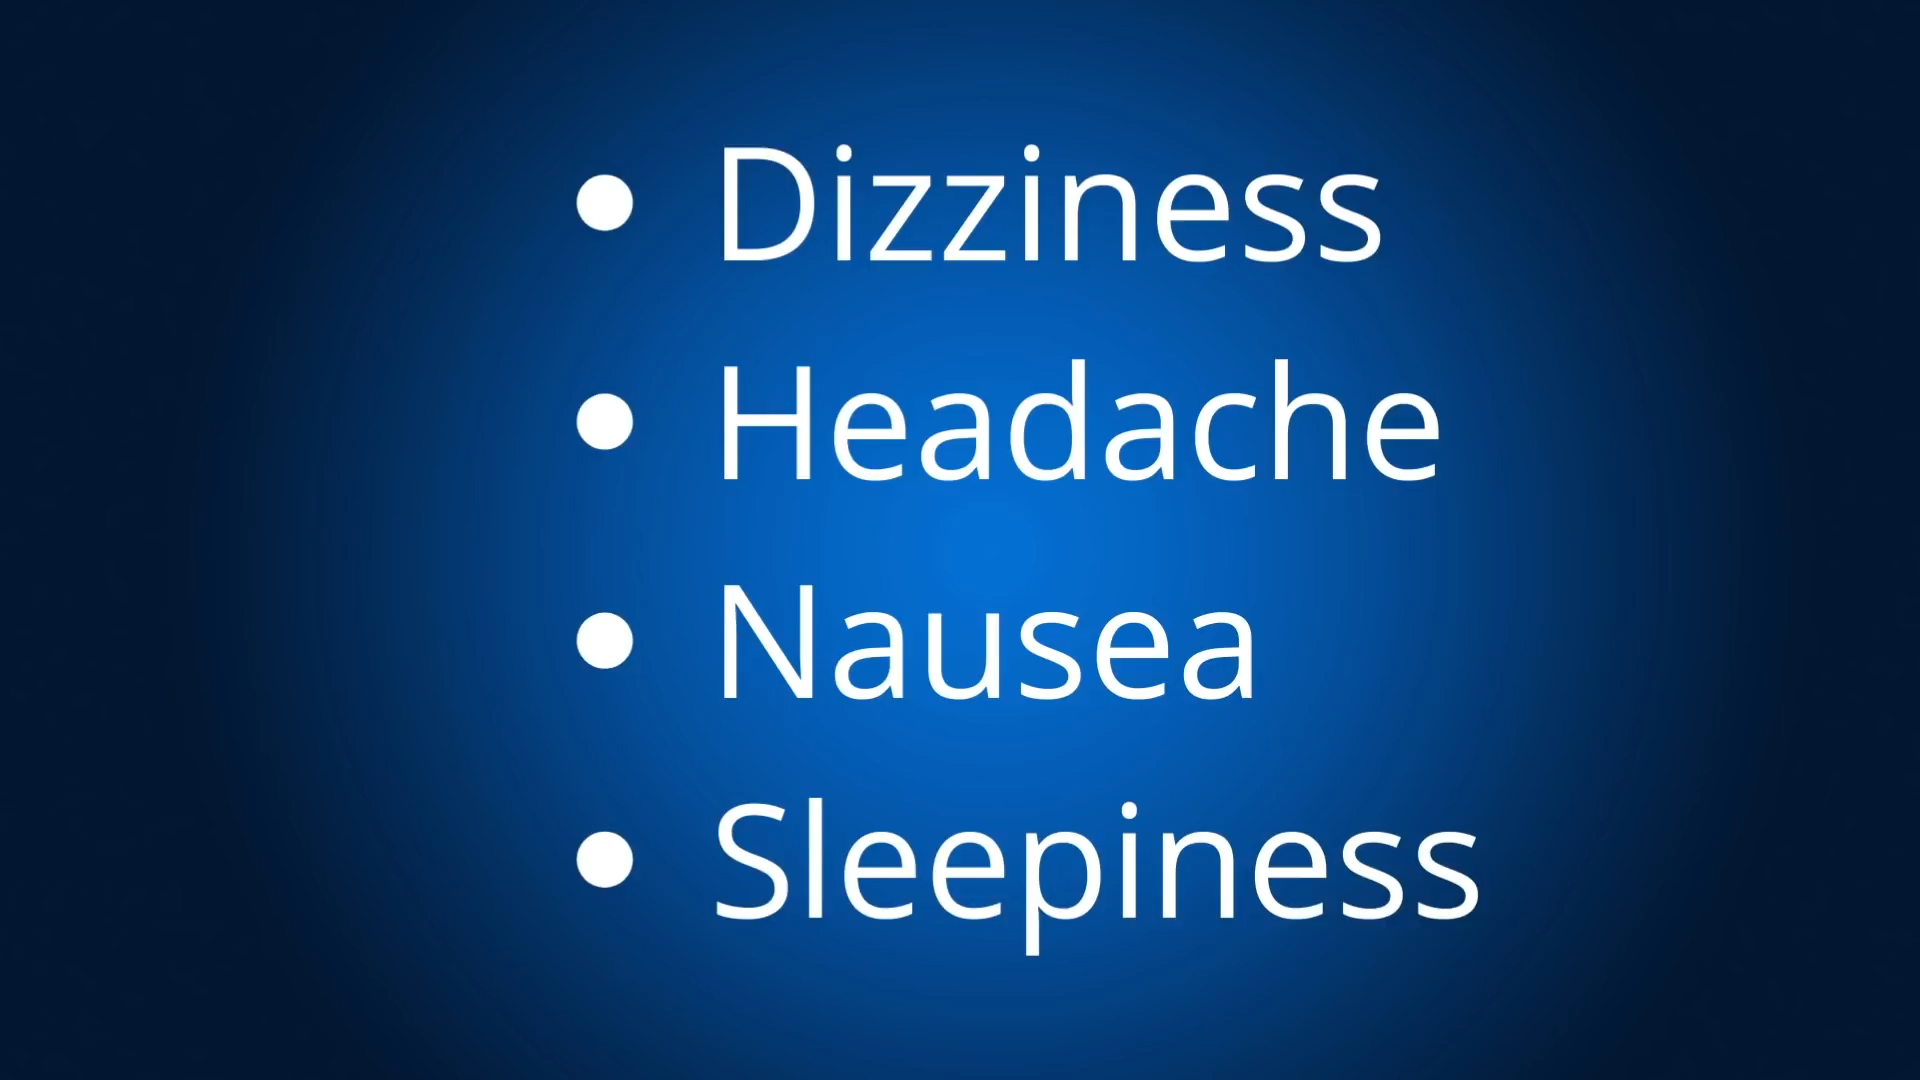 • Dizziness
• Headache
• Nausea
• Sleepiness